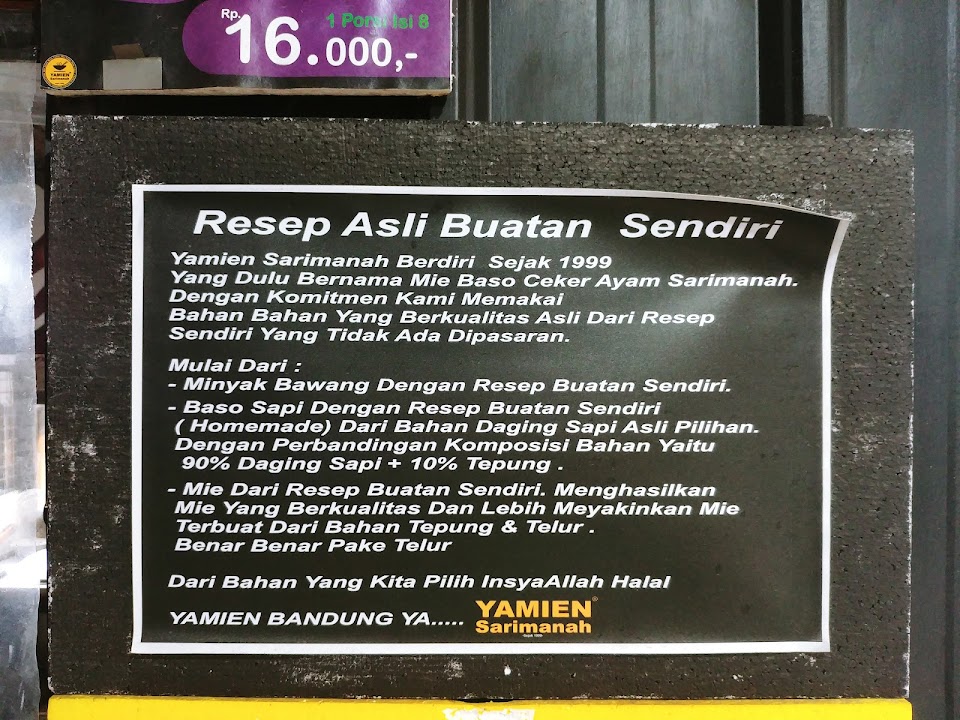 Rp.
16.000,-
1 Porsi Isi 8
YAMIEN
Sarimanah
Resep Asli Buatan Sendiri
Yamien Sarimanah Berdiri Sejak 1999
Yang Dulu Bernama Mie Baso Ceker Ayam Sarimanah.
Dengan Komitmen Kami Memakai
Bahan Bahan Yang Berkualitas Asli Dari Resep
Sendiri Yang Tidak Ada Dipasaran.
Mulai Dari :
- Minyak Bawang Dengan Resep Buatan Sendiri.
- Baso Sapi Dengan Resep Buatan Sendiri
( Homemade) Dari Bahan Daging Sapi Asli Pilihan.
Dengan Perbandingan Komposisi Bahan Yaitu
90% Daging Sapi + 10% Tepung .
- Mie Dari Resep Buatan Sendiri. Menghasilkan
Mie Yang Berkualitas Dan Lebih Meyakinkan Mie
Terbuat Dari Bahan Tepung & Telur .
Benar Benar Pake Telur
Dari Bahan Yang Kita Pilih InsyaAllah Halal
YAMIEN BANDUNG YA.....
YAMIEN®
Sarimanah